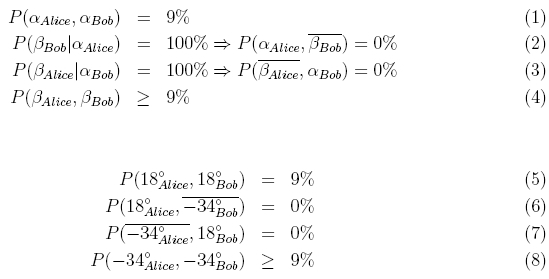 P(α_Alice, α_Bob) = 9% (1)
P(β_Bob|α_Alice) = 100% ⇒ P(α_Alice, \overline{β_Bob}) = 0% (2)
P(β_Alice|α_Bob) = 100% ⇒ P(\overline{β_Alice}, α_Bob) = 0% (3)
P(β_Alice, β_Bob) ≥ 9% (4)
P(18°_Alice, 18°_Bob) = 9% (5)
P(18°_Alice, \overline{−34°_Bob}) = 0% (6)
P(\overline{−34°_Alice}, 18°_Bob) = 0% (7)
P(−34°_Alice, −34°_Bob) ≥ 9% (8)